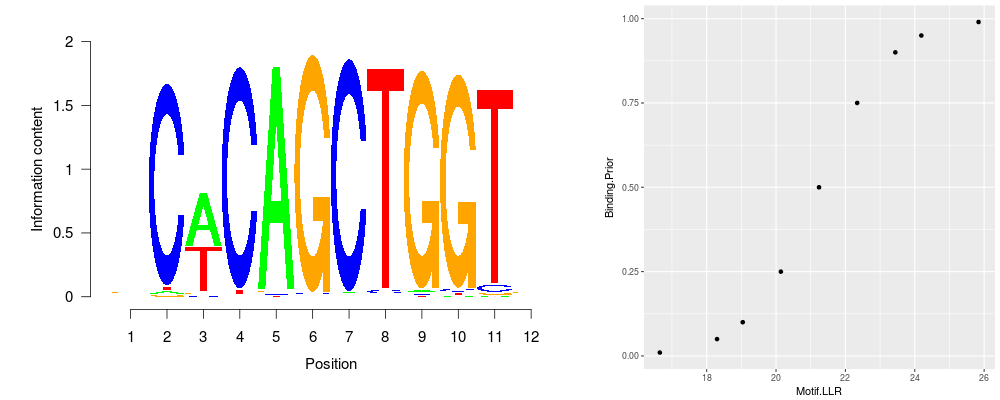 2
1.5
1
0.5
0
Information content
C A C A G C T G G T
T
1 2 3 4 5 6 7 8 9 10 11 12
Position
1.00
0.75
0.50
0.25
0.00
Binding.Prior
18 20 22 24 26
Motif.LLR